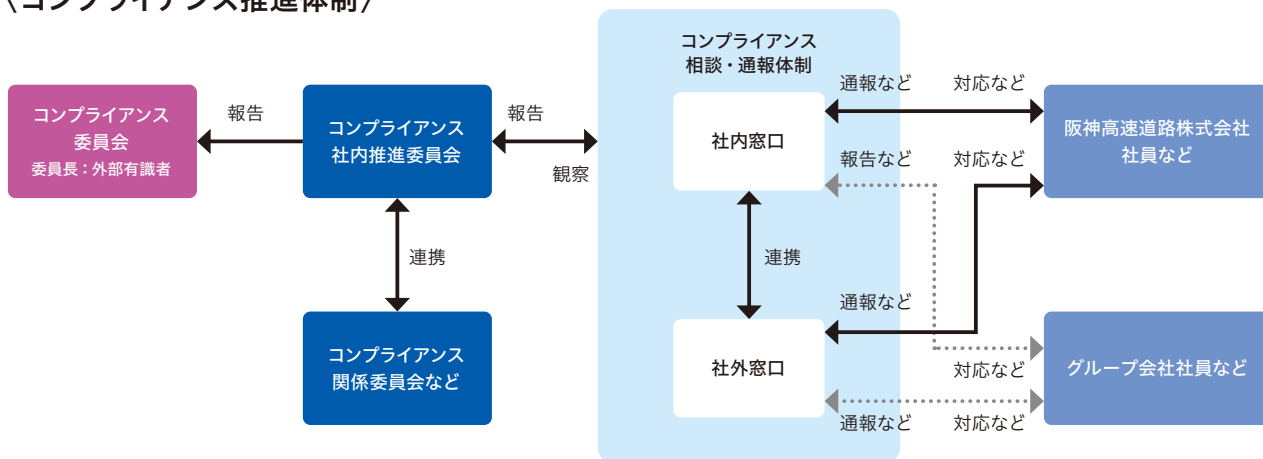 〈コンプライアンス推進体制〉
コンプライアンス
委員会
委員長：外部有識者
報告
コンプライアンス
社内推進委員会
報告
観察
連携
コンプライアンス
関係委員会など
コンプライアンス
相談・通報体制
社内窓口
連携
社外窓口
通報など
対応など
報告など
対応など
通報など
対応など
通報など
対応など
阪神高速道路株式会社
社員など
グループ会社社員など